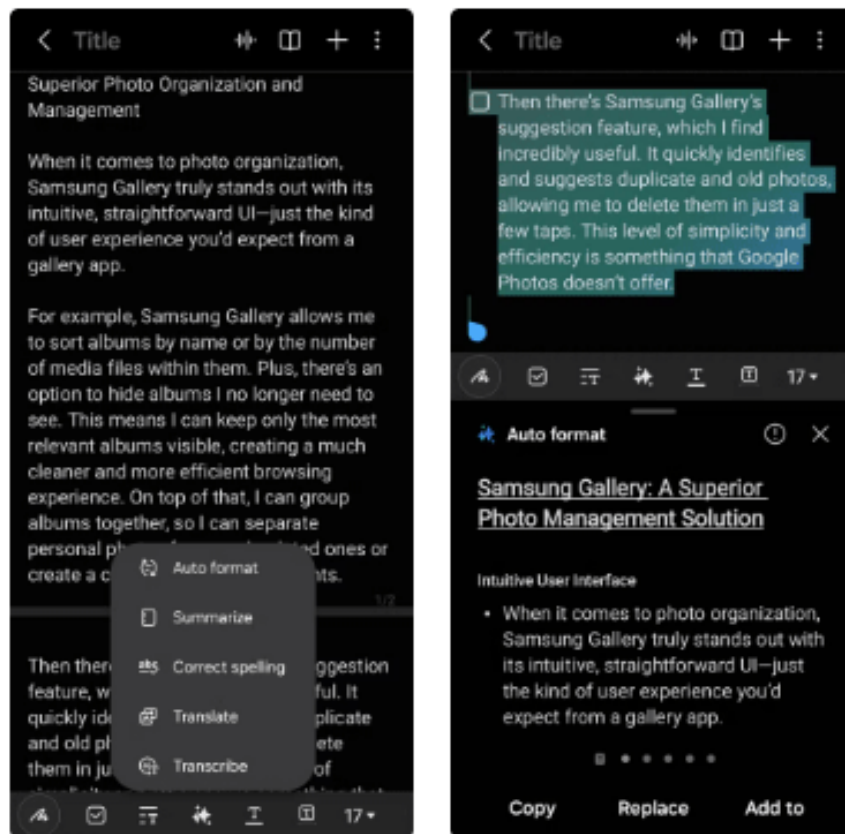 Title
Superior Photo Organization and
Management
When it comes to photo organization,
Samsung Gallery truly stands out with its
intuitive, straightforward UI—just the kind
of user experience you'd expect from a
gallery app.
For example, Samsung Gallery allows me
to sort albums by name or by the number
of media files within them. Plus, there's an
option to hide albums I no longer need to
see. This means I can keep only the most
relevant albums visible, creating a much
cleaner and more efficient browsing
experience. On top of that, I can group
albums together, so I can separate
personal ones or
create a
1/2
Auto format
Summarize
Correct spelling
Translate
Transcribe
Then
feature,
quickly
and old
them in of
17
Title
Then there's Samsung Gallery's
suggestion feature, which I find
incredibly useful. It quickly identifies
and suggests duplicate and old photos,
allowing me to delete them in just a
few taps. This level of simplicity and
efficiency is something that Google
Photos doesn't offer.
17
Auto format
Samsung Gallery: A Superior
Photo Management Solution
Intuitive User Interface
• When it comes to photo organization,
Samsung Gallery truly stands out with
its intuitive, straightforward UI—just
the kind of user experience you'd
expect from a gallery app.
Copy Replace Add to